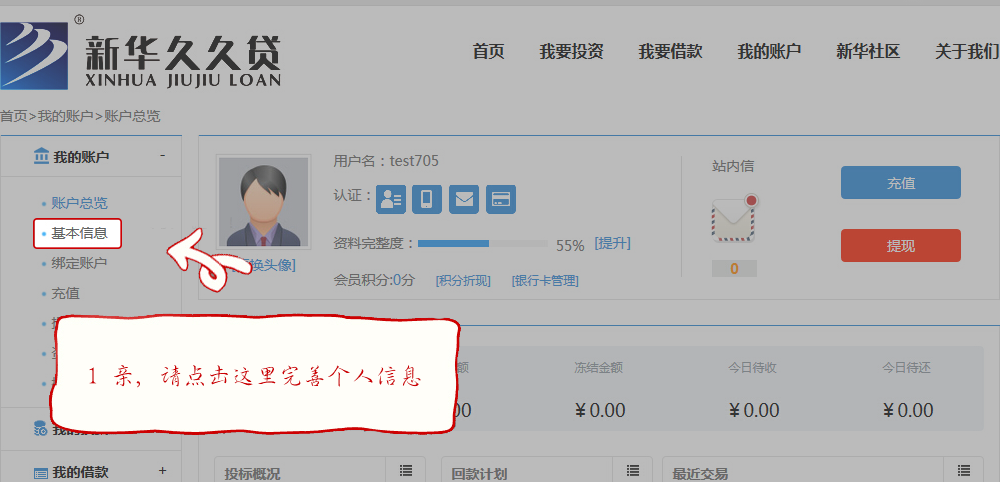 ®
新华久久贷
XINHUA JIUJIU LOAN
首页 我要投资 我要借款 我的账户 新华社区 关于我们
首页>我的账户>账户总览
我的账户 -
账户总览
基本信息
绑定账户
充值
我的借款 +
用户名：test705
认证：
资料完整度： 55% [提升]
换头像]
会员积分:0分 [积分折现] [银行卡管理]
站内信
0
充值
提现
1 亲，请点击这里完善个人信息
额 冻结金额 今日待收 今日待还
00 ¥0.00 ¥0.00 ¥0.00
投标概况 回款计划 最近交易